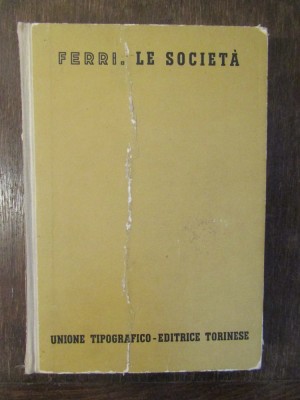 FERRI. LE SOCIETÀ
UNIONE TIPOGRAFICO-EDITRICE TORINESE